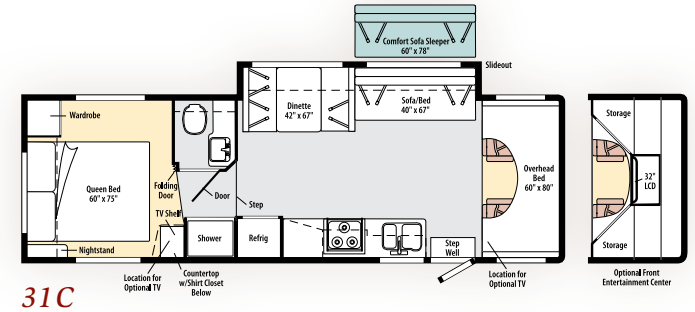 Comfort Sofa Sleeper
60" x 78"
Slideout
Wardrobe
Dinette
42" x 67"
Sofa/Bed
40" x 67"
Storage
Queen Bed
60" x 75"
Folding
Door
TV Shelf
Door
Step
Overhead
Bed
60" x 80"
32"
LCD
Nightstand
Shower
Refrig
Step
Well
Storage
Location for
Optional TV
Countertop
w/Shirt Closet
Below
Location for
Optional TV
Optional Front
Entertainment Center
31C